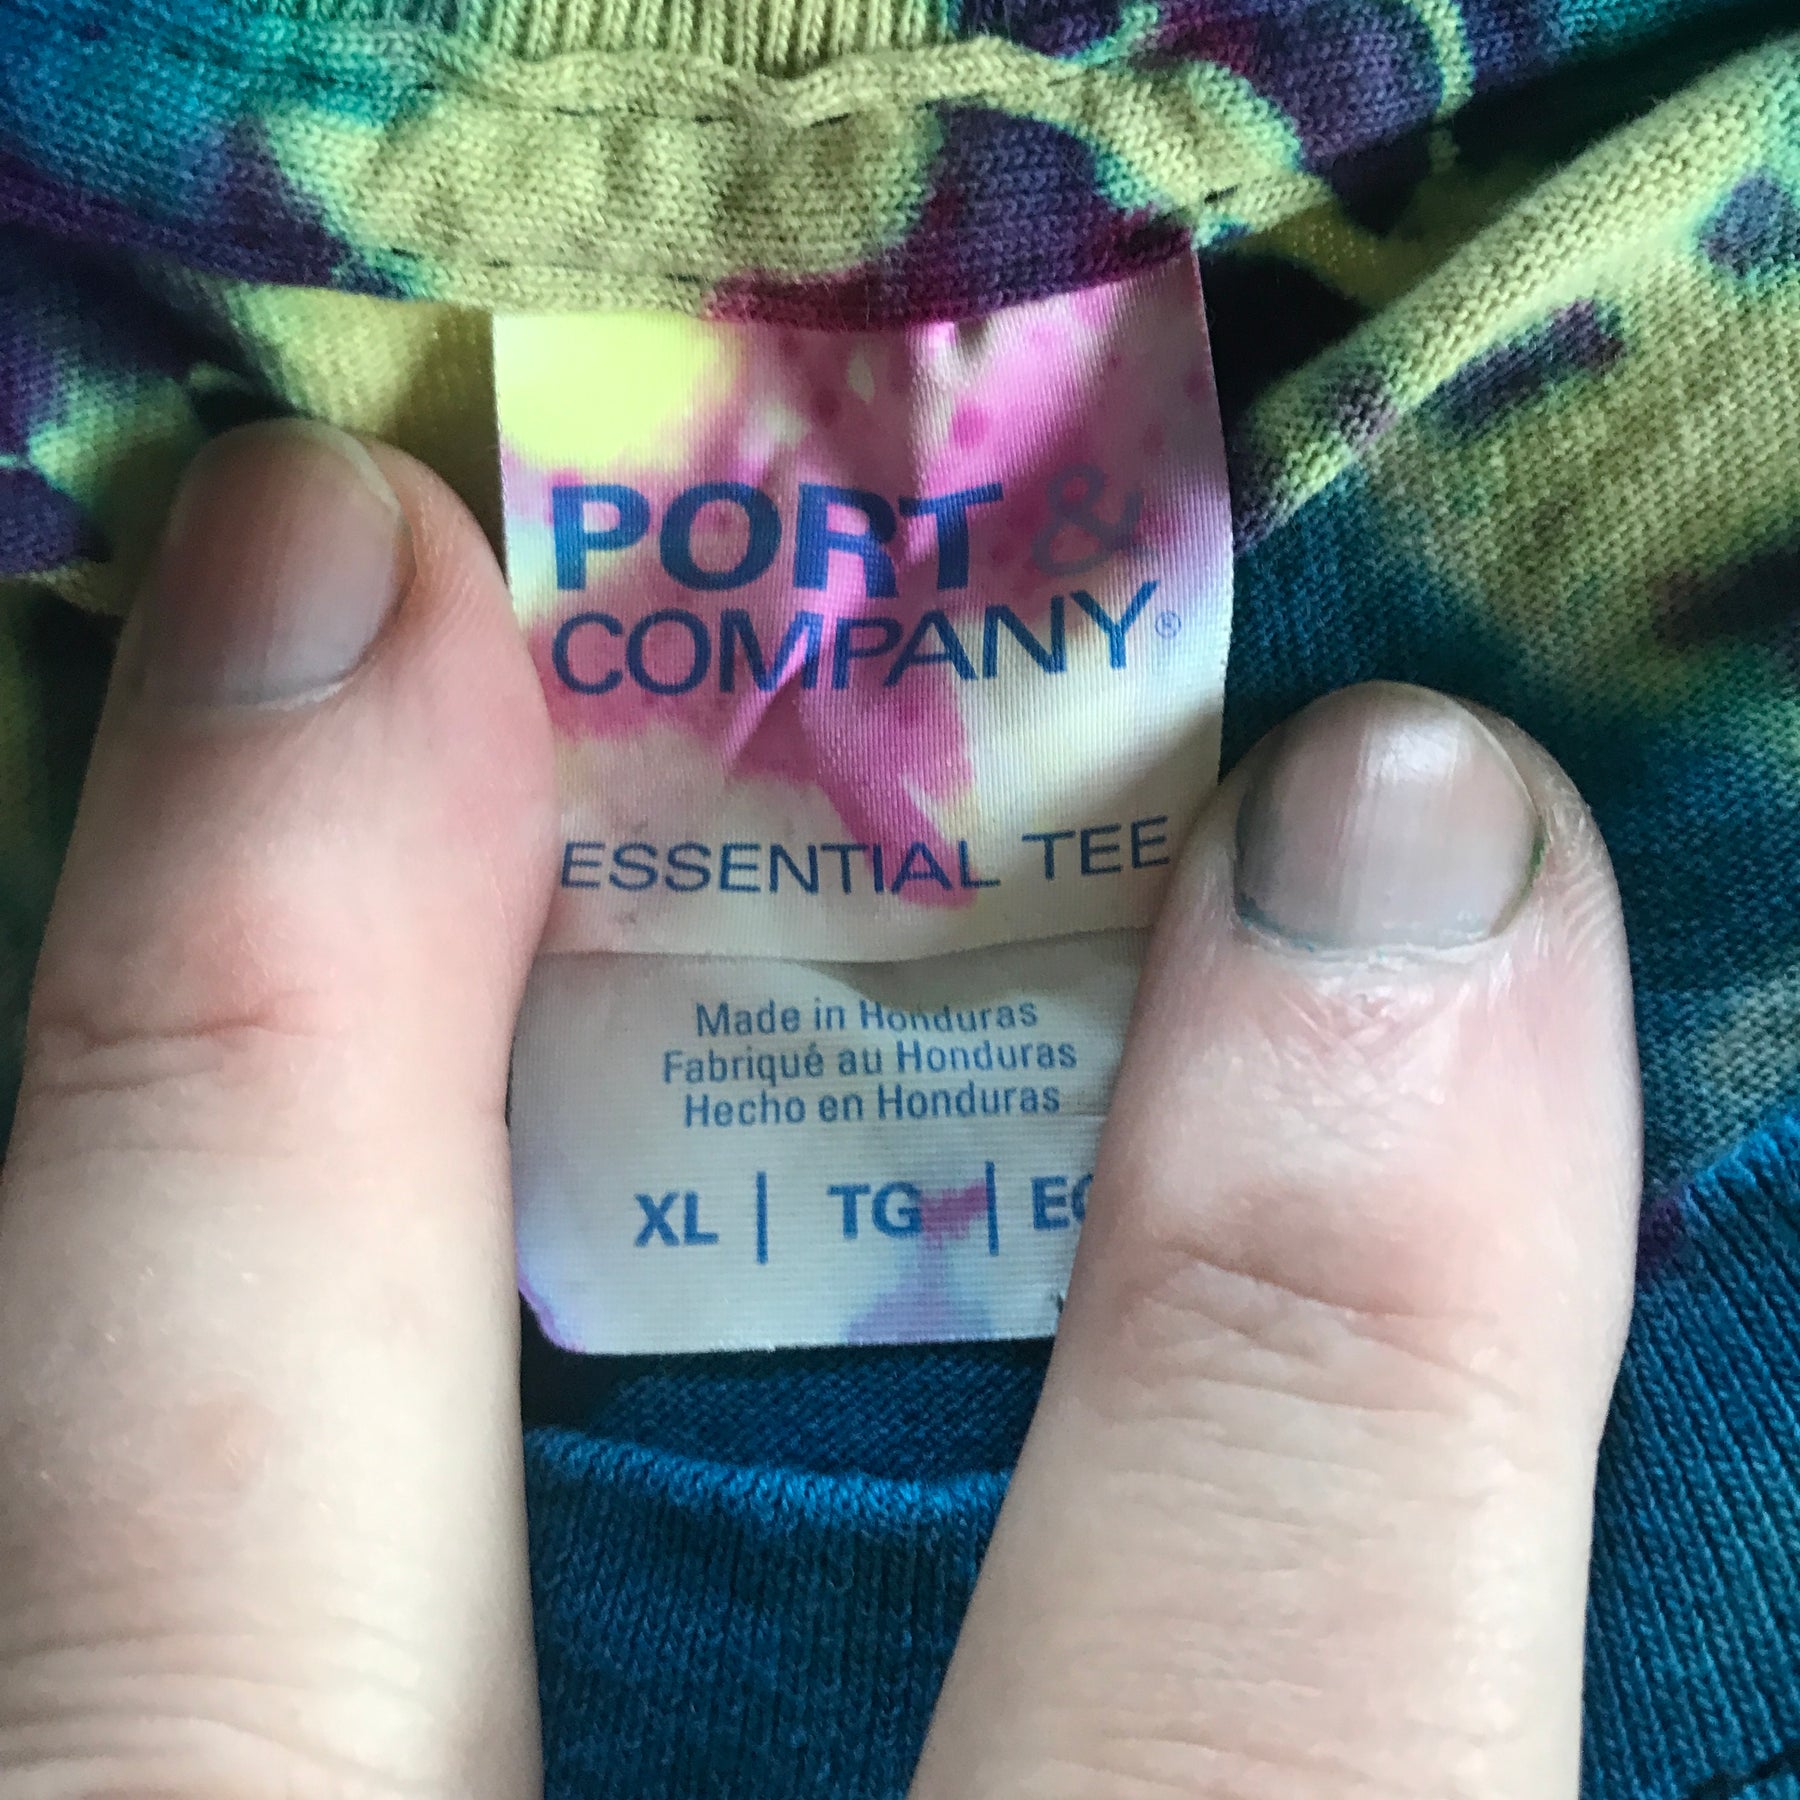 PORT &
COMPANY®
ESSENTIAL TEE
Made in Honduras
Fabriqué au Honduras
Hecho en Honduras
XL | TG |